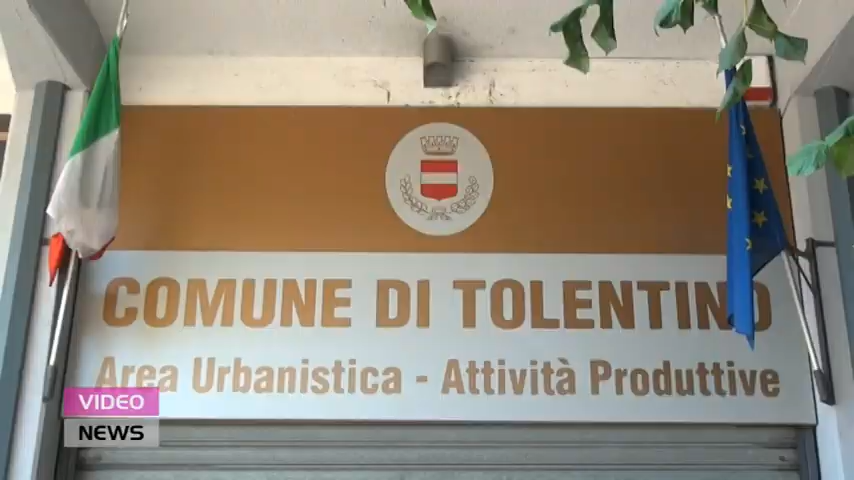 COMUNE DI TOLENTINO
Area Urbanistica - Attività Produttive
VIDEO
NEWS